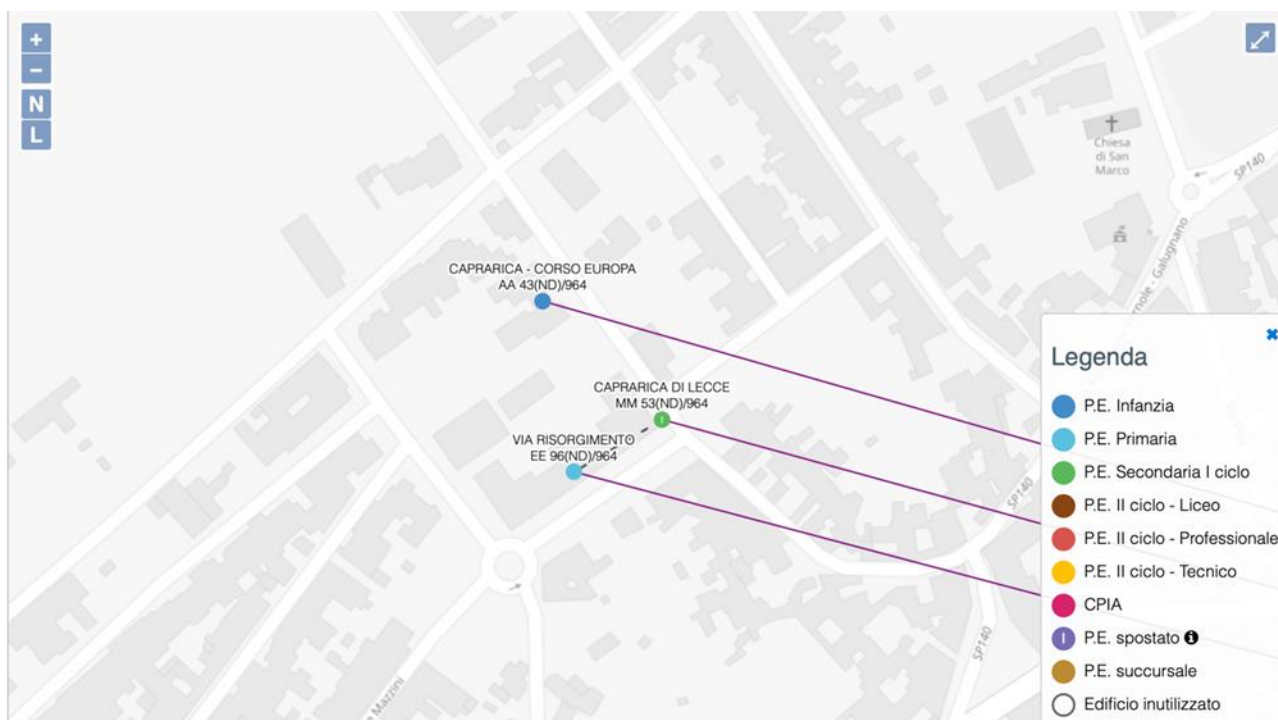 +
−
N
L
Chiesa
di San
Marco
SP140
CAPRARICA - CORSO EUROPA
AA 43(ND)/964
CAPRARICA DI LECCE
MM 53(ND)/964
I
VIA RISORGIMENTO
EE 96(ND)/964
- Galugnano
SP140
SP140
Mazzini
Legenda
P.E. Infanzia
P.E. Primaria
P.E. Secondaria I ciclo
P.E. II ciclo - Liceo
P.E. II ciclo - Professionale
P.E. II ciclo - Tecnico
CPIA
I P.E. spostato i
P.E. succursale
Edificio inutilizzato